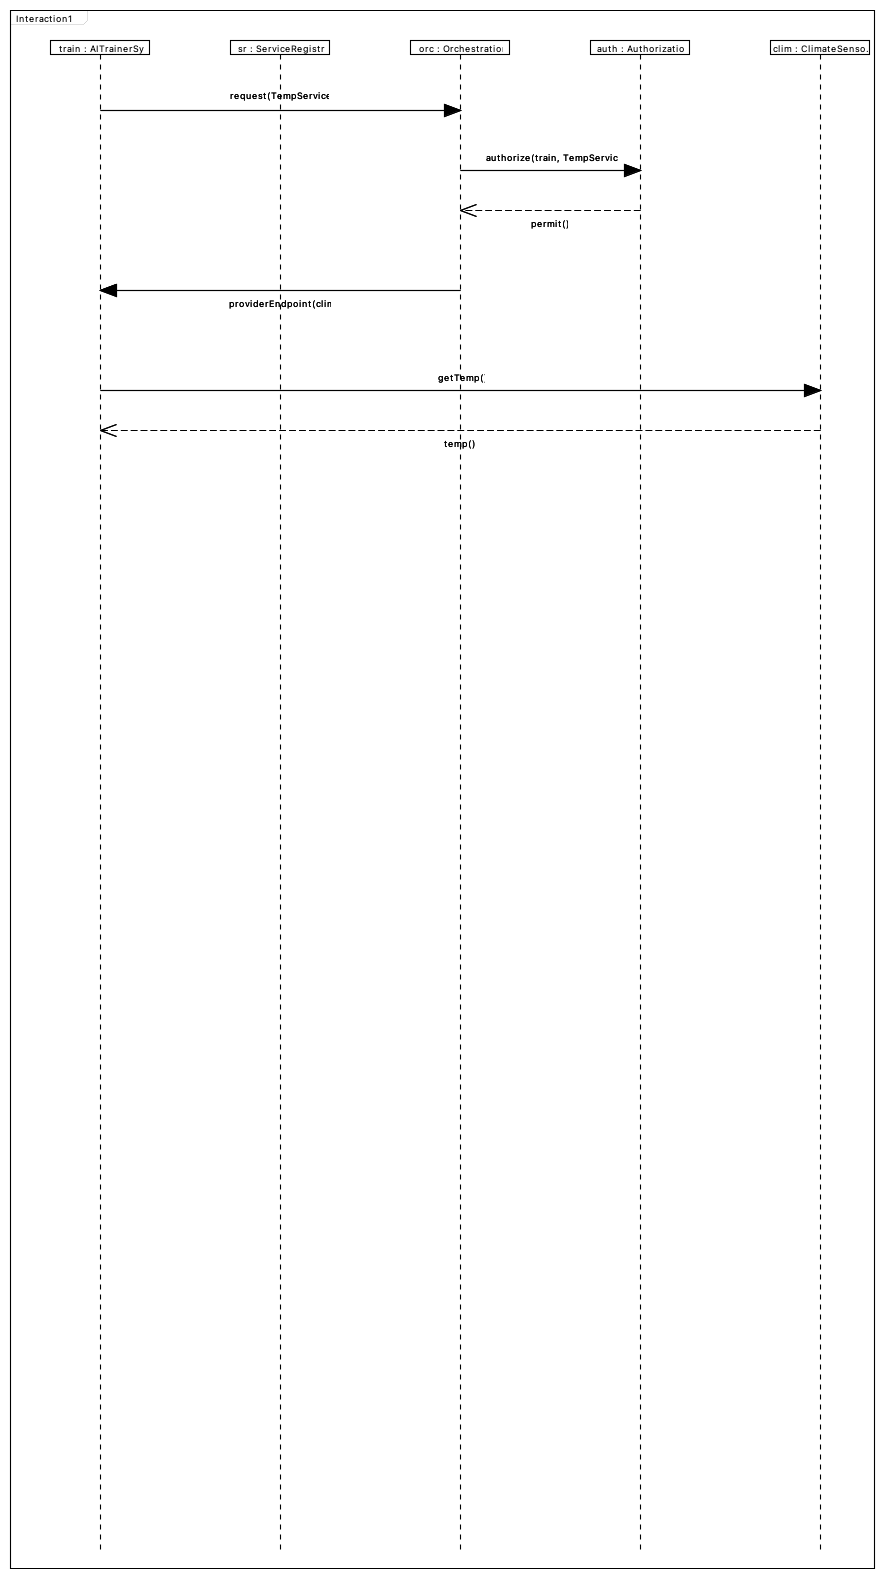 Interaction1
train : AITrainerSy
sr : ServiceRegistr
orc : Orchestration
auth : Authorizatio
clim : ClimateSenso.
request(TempService
authorize(train, TempServic
permit()
providerEndpoint(clim
getTemp()
temp()